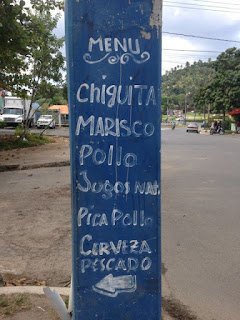 MENU
CHIGUITA
MARISCO
Pollo
Jugos NAT.
Pica Pollo
CERVEZA
PESCADO